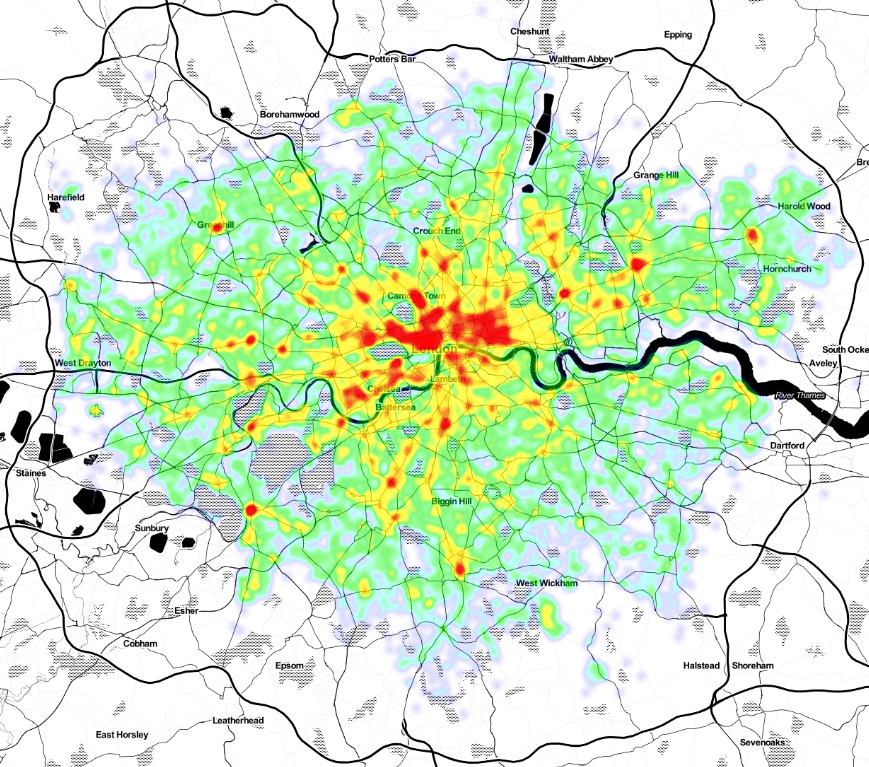 Cheshunt
Epping
Potters Bar
Waltham Abbey
Borehamwood
Grange Hill
Harefield
Harold Wood
Greenhill
Crouch End
Hornchurch
Camden Town
London
South Ocke
West Drayton
Aveley
Lambeth
Chelsea
River Thames
Battersea
Dartford
Staines
Biggin Hill
Sunbury
West Wickham
Esher
Cobham
Epsom
Halstead
Shoreham
Leatherhead
East Horsley
Sevenoaks